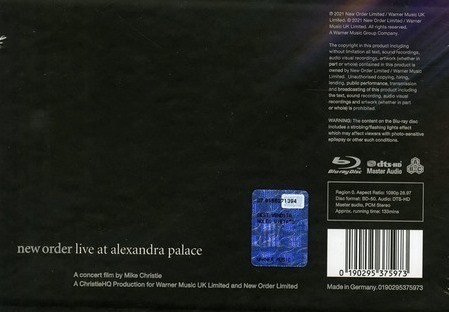 ℗ 2021 New Order Limited / Warner Music
UK Limited. © 2021 New Order Limited /
Warner Music UK Limited. All rights reserved.
A Warner Music Group Company.
The copyright in this product including
without limitation all text, sound recordings,
audio visual recordings, artwork (whether in
part or whole) contained in this product is
owned by New Order Limited / Warner Music UK
Limited. Unauthorised copying, hiring,
lending, public performance, transmission
and broadcasting of this product including
the text, sound recording, audio visual
recordings and artwork (whether in part
or whole) is prohibited.
WARNING: The content on the Blu-ray disc
includes a strobing/flashing lights effect
which may affect viewers with photo-sensitive
epilepsy or other such conditions.
Blu-ray Disc
dts-HD
Master Audio
Region 0. Aspect Ratio: 1080p 23.97
Disc format: BD-50. Audio: DTS-HD
Master audio, PCM Stereo
Approx. running time: 133mins
new order live at alexandra palace
A concert film by Mike Christie
A ChristieHQ Production for Warner Music UK Limited and New Order Limited
0 190295 375973
Made in Germany. 0190295375973